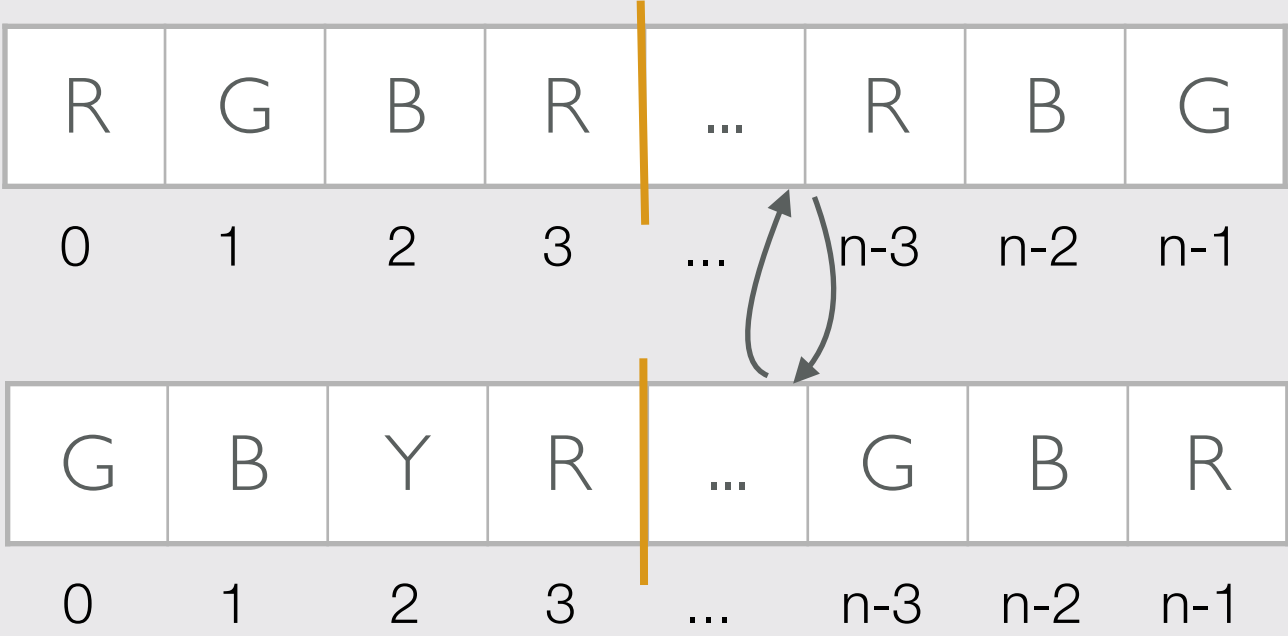 R G B R ... R B G
0 1 2 3 ... n-3 n-2 n-1
G B Y R ... G B R
0 1 2 3 ... n-3 n-2 n-1